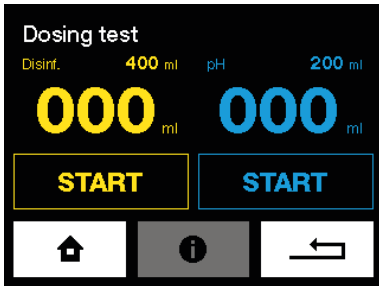 Dosing test
Disinf. 400 ml pH 200 ml
000 ml 000 ml
START START
i